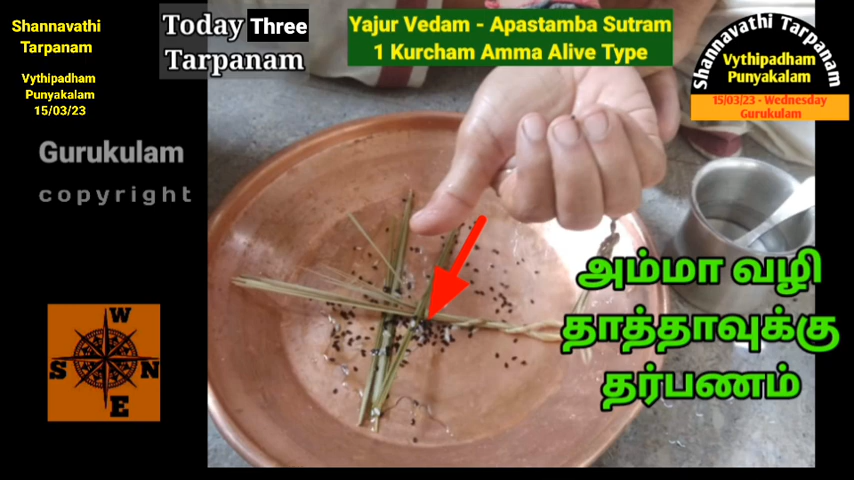 Shannavathi
Tarpanam
Vythipadham
Punyakalam
15/03/23
Today Three
Tarpanam
Yajur Vedam - Apastamba Sutram
1 Kurcham Amma Alive Type
Shannavathi Tarpanam
Vythipadham
Punyakalam
15/03/23 - Wednesday
Gurukulam
Gurukulam
copyright
அம்மா வழி
தாத்தாவுக்கு
தர்பணம்
W
S N
E